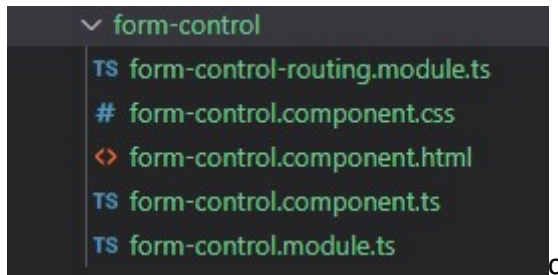 form-control
TS form-control-routing.module.ts
# form-control.component.css
<> form-control.component.html
TS form-control.component.ts
TS form-control.module.ts